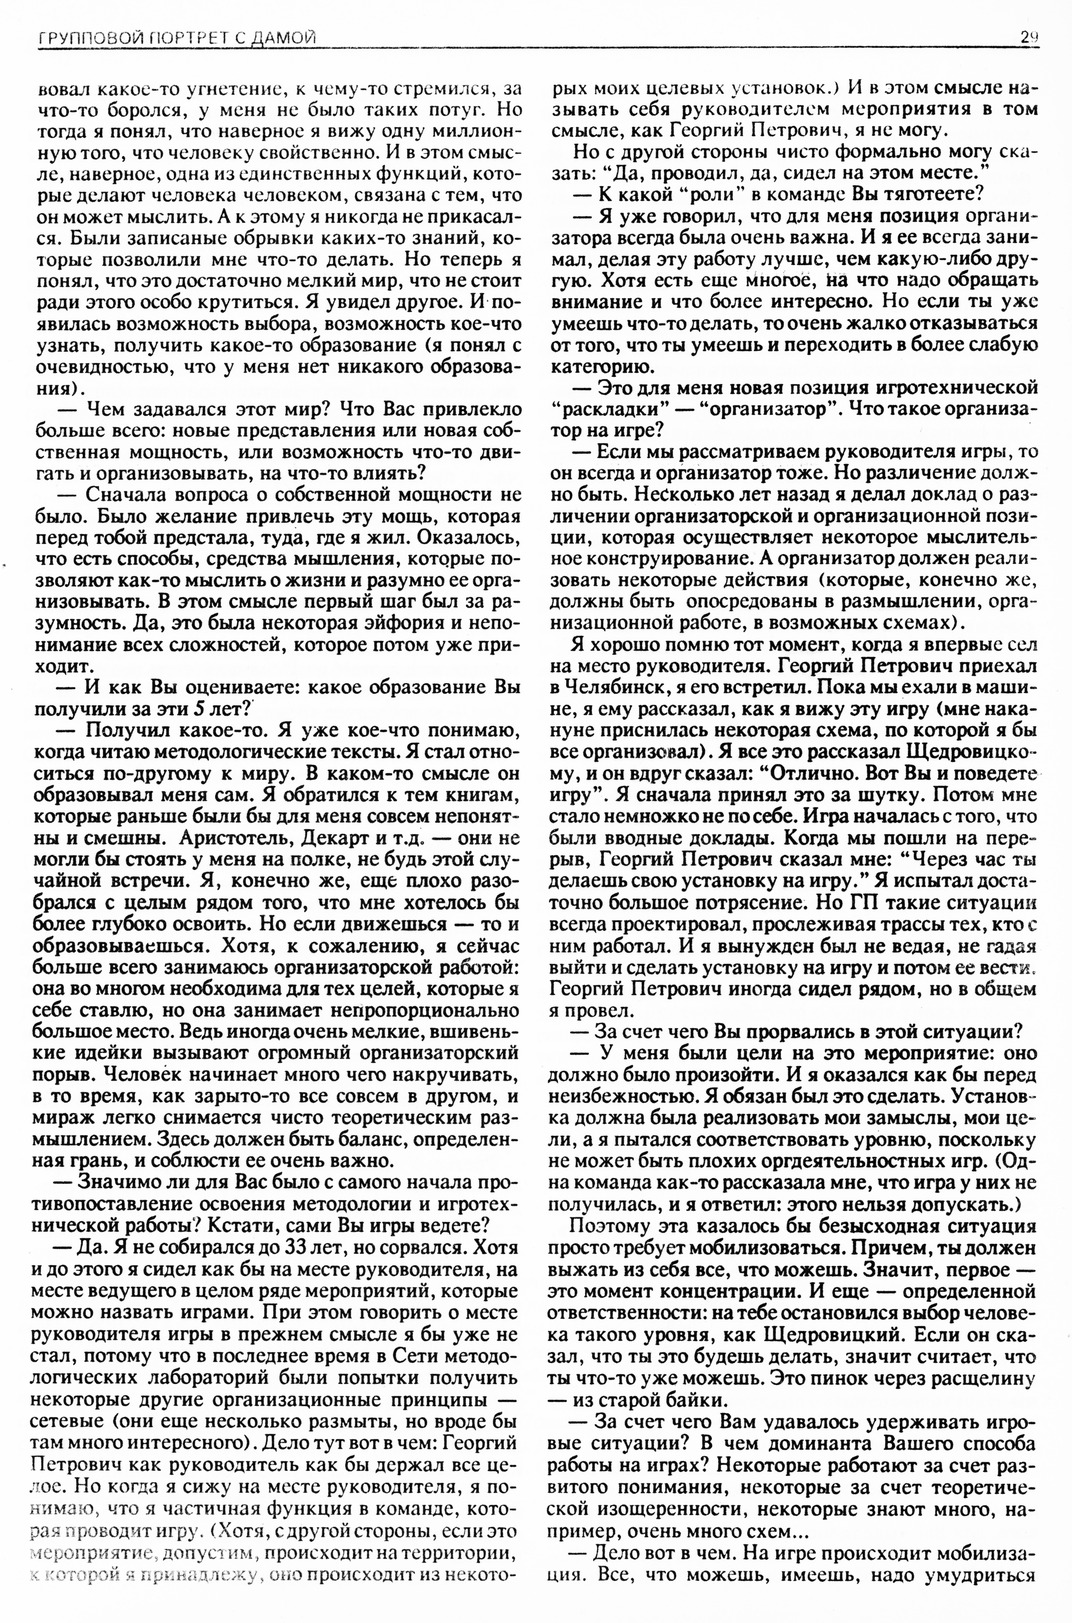 ГРУППОВОЙ ПОРТРЕТ С ДАМОЙ 29
вовал какое-то угнетение, к чему-то стремился, за
что-то боролся, у меня не было таких потуг. Но
тогда я понял, что наверное я вижу одну миллион-
ную того, что человеку свойственно. И в этом смыс-
ле, наверное, одна из единственных функций, кото-
рые делают человека человеком, связана с тем, что
он может мыслить. А к этому я никогда не прикасал-
ся. Были записаные обрывки каких-то знаний, ко-
торые позволили мне что-то делать. Но теперь я
понял, что это достаточно мелкий мир, что не стоит
ради этого особо крутиться. Я увидел другое. И по-
явилась возможность выбора, возможность кое-что
узнать, получить какое-то образование (я понял с
очевидностью, что у меня нет никакого образова-
ния).
— Чем задавался этот мир? Что Вас привлекло
больше всего: новые представления или новая соб-
ственная мощность, или возможность что-то дви-
гать и организовывать, на что-то влиять?
— Сначала вопроса о собственной мощности не
было. Было желание привлечь эту мощь, которая
перед тобой предстала, туда, где я жил. Оказалось,
что есть способы, средства мышления, которые по-
зволяют как-то мыслить о жизни и разумно ее орга-
низовывать. В этом смысле первый шаг был за ра-
зумность. Да, это была некоторая эйфория и непо-
нимание всех сложностей, которое потом уже при-
ходит.
— И как Вы оцениваете: какое образование Вы
получили за эти 5 лет?
— Получил какое-то. Я уже кое-что понимаю,
когда читаю методологические тексты. Я стал отно-
ситься по-другому к миру. В каком-то смысле он
образовывал меня сам. Я обратился к тем книгам,
которые раньше были бы для меня совсем непонят-
ны и смешны. Аристотель, Декарт и т.д. — они не
могли бы стоять у меня на полке, не будь этой слу-
чайной встречи. Я, конечно же, еще плохо разо-
брался с целым рядом того, что мне хотелось бы
более глубоко освоить. Но если движешься — то и
образовываешься. Хотя, к сожалению, я сейчас
больше всего занимаюсь организаторской работой:
она во многом необходима для тех целей, которые я
себе ставлю, но она занимает непропорционально
большое место. Ведь иногда очень мелкие, вшивень-
кие идейки вызывают огромный организаторский
порыв. Человек начинает много чего накручивать,
в то время, как зарыто-то все совсем в другом, и
мираж легко снимается чисто теоретическим раз-
мышлением. Здесь должен быть баланс, определен-
ная грань, и соблюсти ее очень важно.
— Значимо ли для Вас было с самого начала про-
тивопоставление освоения методологии и игротех-
нической работы? Кстати, сами Вы игры ведете?
— Да. Я не собирался до 33 лет, но сорвался. Хотя
и до этого я сидел как бы на месте руководителя, на
месте ведущего в целом ряде мероприятий, которые
можно назвать играми. При этом говорить о месте
руководителя игры в прежнем смысле я бы уже не
стал, потому что в последнее время в Сети методо-
логических лабораторий были попытки получить
некоторые другие организационные принципы —
сетевые (они еще несколько размыты, но вроде бы
там много интересного). Дело тут вот в чем: Георгий
Петрович как руководитель как бы держал все це-
лое. Но когда я сижу на месте руководителя, я по-
нимаю, что я частичная функция в команде, кото-
рая проводит игру. (Хотя, с другой стороны, если это
мероприятие, допустим, происходит на территории,
к которой я принадлежу, оно происходит из некото-
рых моих целевых установок.) И в этом смысле на-
зывать себя руководителем мероприятия в том
смысле, как Георгий Петрович, я не могу.
Но с другой стороны чисто формально могу ска-
зать: “Да, проводил, да, сидел на этом месте.”
— К какой “роли” в команде Вы тяготеете?
— Я уже говорил, что для меня позиция органи-
затора всегда была очень важна. И я ее всегда зани-
мал, делая эту работу лучше, чем какую-либо дру-
гую. Хотя есть еще многое, на что надо обращать
внимание и что более интересно. Но если ты уже
умеешь что-то делать, то очень жалко отказываться
от того, что ты умеешь и переходить в более слабую
категорию.
— Это для меня новая позиция игротехнической
“раскладки” — “организатор”. Что такое организа-
тор на игре?
— Если мы рассматриваем руководителя игры, то
он всегда и организатор тоже. Но различение долж-
но быть. Несколько лет назад я делал доклад о раз-
личении организаторской и организационной пози-
ции, которая осуществляет некоторое мыслитель-
ное конструирование. А организатор должен реали-
зовать некоторые действия (которые, конечно же,
должны быть опосредованы в размышлении, орга-
низационной работе, в возможных схемах).
Я хорошо помню тот момент, когда я впервые сел
на место руководителя. Георгий Петрович приехал
в Челябинск, я его встретил. Пока мы ехали в маши-
не, я ему рассказал, как я вижу эту игру (мне нака-
нуне приснилась некоторая схема, по которой я бы
все организовал). Я все это рассказал Щедровицко-
му, и он вдруг сказал: “Отлично. Вот Вы и поведете
игру”. Я сначала принял это за шутку. Потом мне
стало немножко не по себе. Игра началась с того, что
были вводные доклады. Когда мы пошли на пере-
рыв, Георгий Петрович сказал мне: “Через час ты
делаешь свою установку на игру.” Я испытал доста-
точно большое потрясение. Но ГП такие ситуации
всегда проектировал, прослеживая трассы тех, кто с
ним работал. И я вынужден был не ведая, не гадая
выйти и сделать установку на игру и потом ее вести.
Георгий Петрович иногда сидел рядом, но в общем
я провел.
— За счет чего Вы прорвались в этой ситуации?
— У меня были цели на это мероприятие: оно
должно было произойти. И я оказался как бы перед
неизбежностью. Я обязан был это сделать. Установ-
ка должна была реализовать мои замыслы, мои це-
ли, а я пытался соответствовать уровню, поскольку
не может быть плохих оргдеятельностных игр. (Од-
на команда как-то рассказала мне, что игра у них не
получилась, и я ответил: этого нельзя допускать.)
Поэтому эта казалось бы безысходная ситуация
просто требует мобилизоваться. Причем, ты должен
выжать из себя все, что можешь. Значит, первое —
это момент концентрации. И еще — определенной
ответственности: на тебе остановился выбор челове-
ка такого уровня, как Щедровицкий. Если он ска-
зал, что ты это будешь делать, значит считает, что
ты что-то уже можешь. Это пинок через расщелину
— из старой байки.
— За счет чего Вам удавалось удерживать игро-
вые ситуации? В чем доминанта Вашего способа
работы на играх? Некоторые работают за счет раз-
витого понимания, некоторые за счет теоретиче-
ской изощеренности, некоторые знают много, на-
пример, очень много схем...
— Дело вот в чем. На игре происходит мобилиза-
ция. Все, что можешь, имеешь, надо умудриться